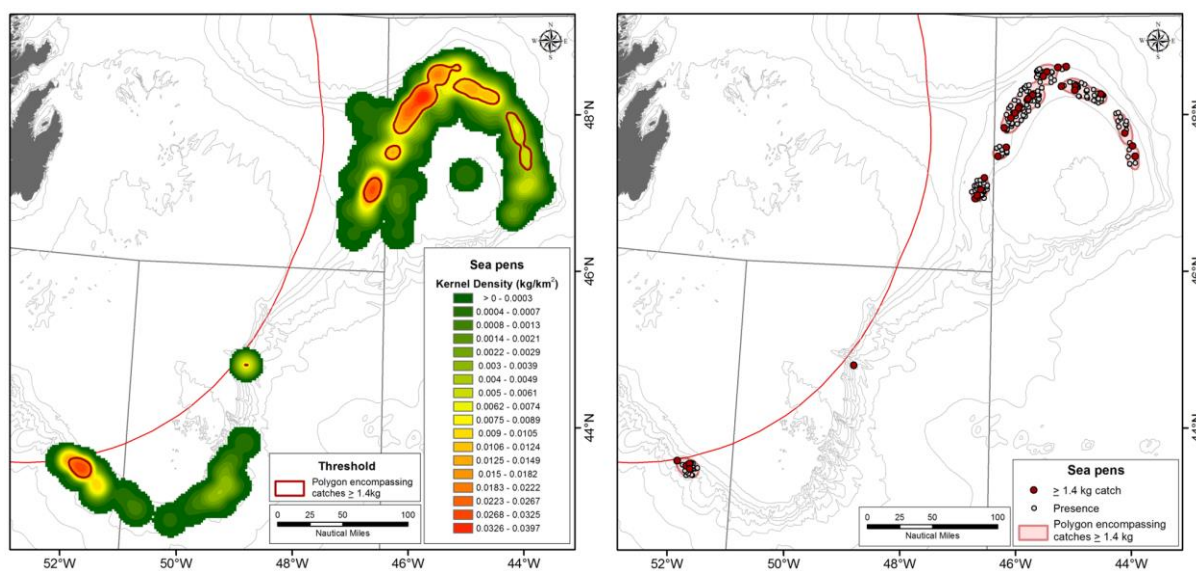 N
W E
S
48°N
46°N
44°N
Sea pens
Kernel Density (kg/km²)
> 0 - 0.0003
0.0004 - 0.0007
0.0008 - 0.0013
0.0014 - 0.0021
0.0022 - 0.0029
0.003 - 0.0039
0.004 - 0.0049
0.005 - 0.0061
0.0062 - 0.0074
0.0075 - 0.0089
0.009 - 0.0105
0.0106 - 0.0124
0.0125 - 0.0149
0.015 - 0.0182
0.0183 - 0.0222
0.0223 - 0.0267
0.0268 - 0.0325
0.0326 - 0.0397
Threshold
Polygon encompassing
catches ≥ 1.4kg
0 25 50 100
Nautical Miles
52°W 50°W 48°W 46°W 44°W
N
W E
S
48°N
46°N
44°N
Sea pens
≥ 1.4 kg catch
Presence
Polygon encompassing
catches ≥ 1.4 kg
0 25 50 100
Nautical Miles
52°W 50°W 48°W 46°W 44°W